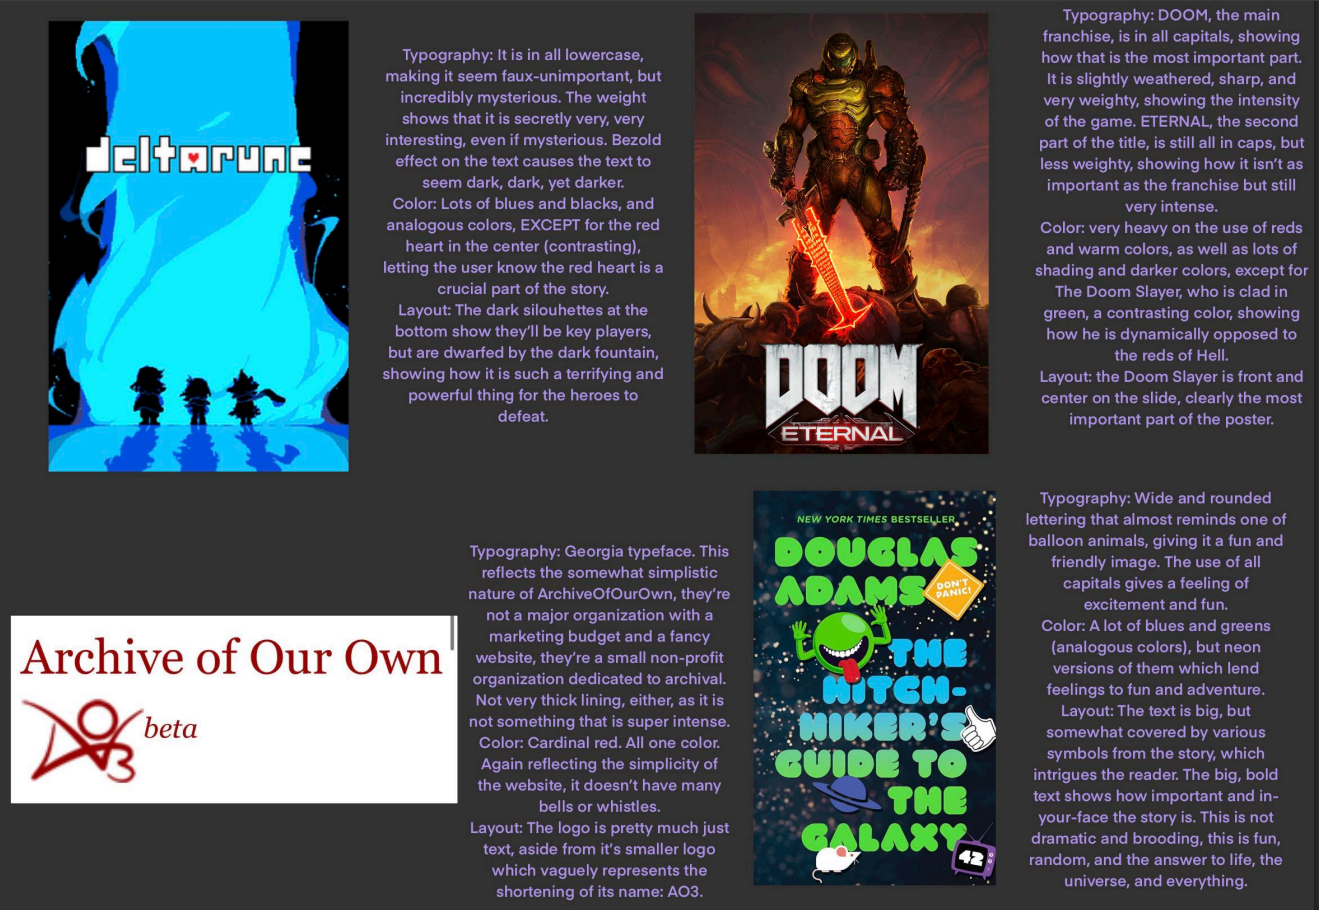 deltarune
Typography: It is in all lowercase,
making it seem faux-unimportant, but
incredibly mysterious. The weight
shows that it is secretly very, very
interesting, even if mysterious. Bezold
effect on the text causes the text to
seem dark, dark, yet darker.
Color: Lots of blues and blacks, and
analogous colors, EXCEPT for the red
heart in the center (contrasting),
letting the user know the red heart is a
crucial part of the story.
Layout: The dark silouhettes at the
bottom show they'll be key players,
but are dwarfed by the dark fountain,
showing how it is such a terrifying and
powerful thing for the heroes to
defeat.
DOOM
ETERNAL
Typography: DOOM, the main
franchise, is in all capitals, showing
how that is the most important part.
It is slightly weathered, sharp, and
very weighty, showing the intensity
of the game. ETERNAL, the second
part of the title, is still all in caps, but
less weighty, showing how it isn't as
important as the franchise but still
very intense.
Color: very heavy on the use of reds
and warm colors, as well as lots of
shading and darker colors, except for
The Doom Slayer, who is clad in
green, a contrasting color, showing
how he is dynamically opposed to
the reds of Hell.
Layout: the Doom Slayer is front and
center on the slide, clearly the most
important part of the poster.
Archive of Our Own
beta
Typography: Georgia typeface. This
reflects the somewhat simplistic
nature of ArchiveOfOurOwn, they're
not a major organization with a
marketing budget and a fancy
website, they're a small non-profit
organization dedicated to archival.
Not very thick lining, either, as it is
not something that is super intense.
Color: Cardinal red. All one color.
Again reflecting the simplicity of
the website, it doesn't have many
bells or whistles.
Layout: The logo is pretty much just
text, aside from it's smaller logo
which vaguely represents the
shortening of its name: AO3.
NEW YORK TIMES BESTSELLER
DOUGLAS
ADAMS
DON'T
PANIC!
THE
HITCH-
HIKER'S
GUIDE TO
THE
GALAXY
42
Typography: Wide and rounded
lettering that almost reminds one of
balloon animals, giving it a fun and
friendly image. The use of all
capitals gives a feeling of
excitement and fun.
Color: A lot of blues and greens
(analogous colors), but neon
versions of them which lend
feelings to fun and adventure.
Layout: The text is big, but
somewhat covered by various
symbols from the story, which
intrigues the reader. The big, bold
text shows how important and in-
your-face the story is. This is not
dramatic and brooding, this is fun,
random, and the answer to life, the
universe, and everything.